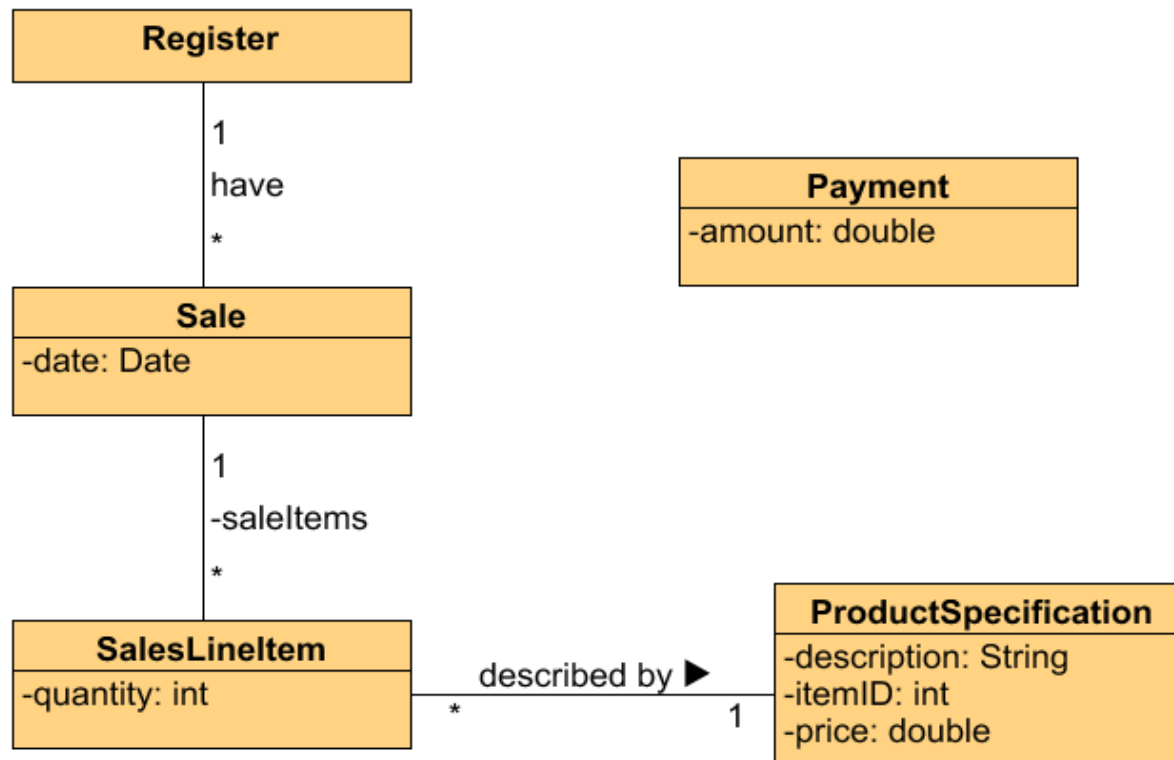 Register
1
have
*
Payment
-amount: double
Sale
-date: Date
1
-saleItems
*
SalesLineItem
-quantity: int
described by ▶
*
1
ProductSpecification
-description: String
-itemID: int
-price: double